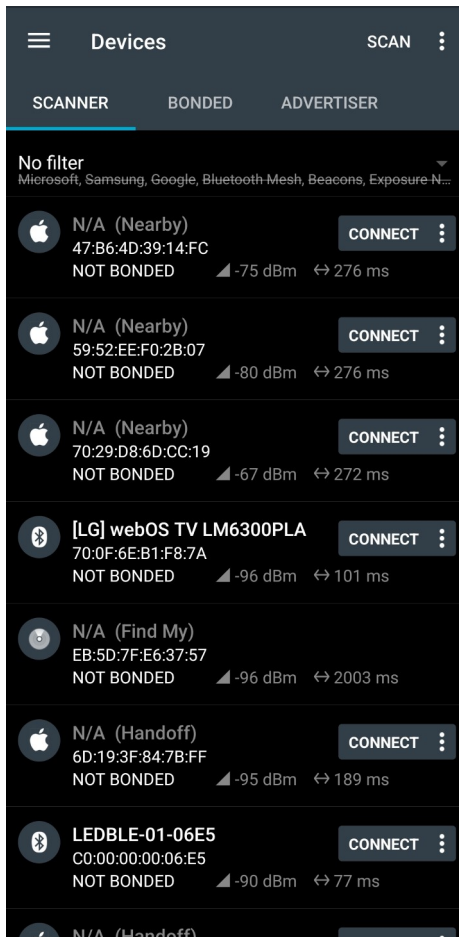 Devices
SCAN
SCANNER
BONDED
ADVERTISER
No filter
Microsoft, Samsung, Google, Bluetooth Mesh, Beacons, Exposure N...
N/A (Nearby)
47:B6:4D:39:14:FC
CONNECT
NOT BONDED -75 dBm ↔ 276 ms
N/A (Nearby)
59:52:EE:F0:2B:07
CONNECT
NOT BONDED -80 dBm ↔ 276 ms
N/A (Nearby)
70:29:D8:6D:CC:19
CONNECT
NOT BONDED -67 dBm ↔ 272 ms
[LG] webOS TV LM6300PLA
70:0F:6E:B1:F8:7A
CONNECT
NOT BONDED -96 dBm ↔ 101 ms
N/A (Find My)
EB:5D:7F:E6:37:57
NOT BONDED -96 dBm ↔ 2003 ms
N/A (Handoff)
6D:19:3F:84:7B:FF
CONNECT
NOT BONDED -95 dBm ↔ 189 ms
LEDBLE-01-06E5
C0:00:00:00:06:E5
CONNECT
NOT BONDED -90 dBm ↔ 77 ms
N/A (Handoff)